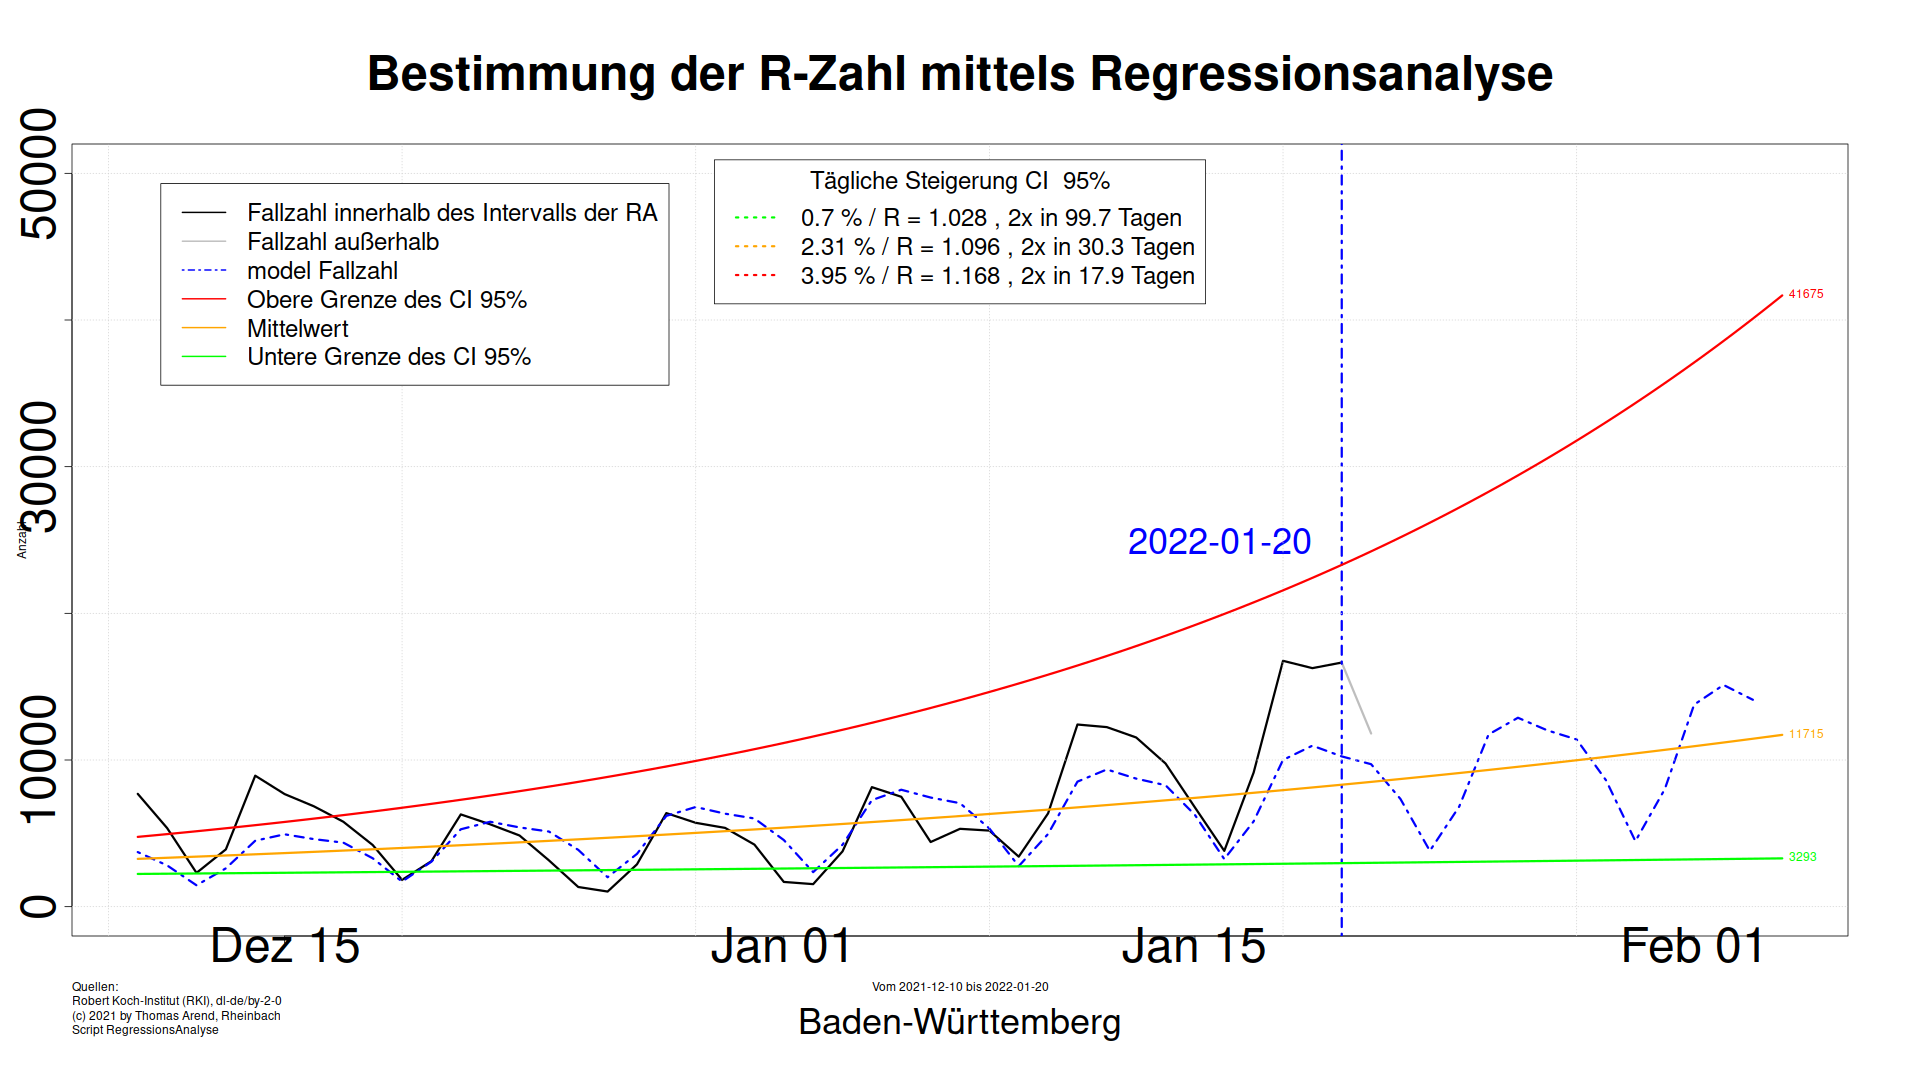 Bestimmung der R-Zahl mittels Regressionsanalyse
50000
30000
10000
0
Anzahl
Fallzahl innerhalb des Intervalls der RA
Fallzahl außerhalb
model Fallzahl
Obere Grenze des CI 95%
Mittelwert
Untere Grenze des CI 95%
Tägliche Steigerung CI  95%
0.7 % / R = 1.028 , 2x in 99.7 Tagen
2.31 % / R = 1.096 , 2x in 30.3 Tagen
3.95 % / R = 1.168 , 2x in 17.9 Tagen
41675
2022-01-20
11715
3293
Dez 15
Jan 01
Jan 15
Feb 01
Quellen:
Robert Koch-Institut (RKI), dl-de/by-2-0
(c) 2021 by Thomas Arend, Rheinbach
Script RegressionsAnalyse
Vom 2021-12-10 bis 2022-01-20
Baden-Württemberg